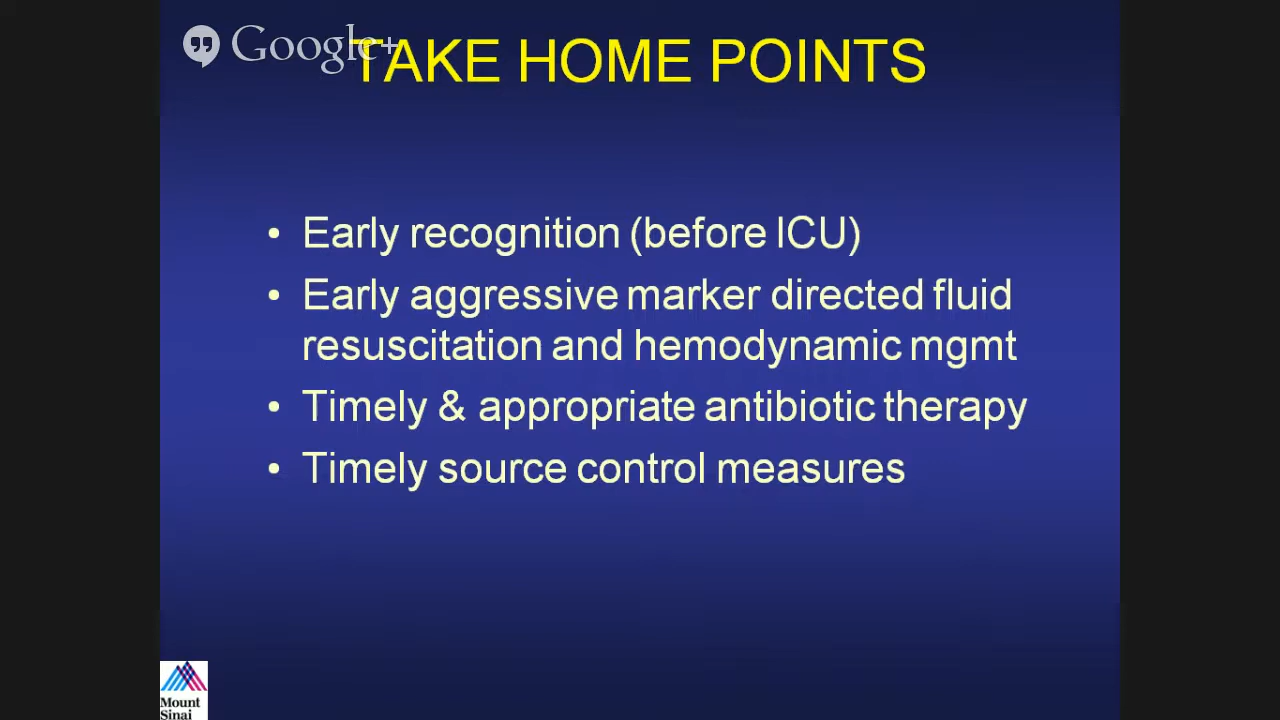 Google+
TAKE HOME POINTS
• Early recognition (before ICU)
• Early aggressive marker directed fluid
resuscitation and hemodynamic mgmt
• Timely & appropriate antibiotic therapy
• Timely source control measures
Mount
Sinai